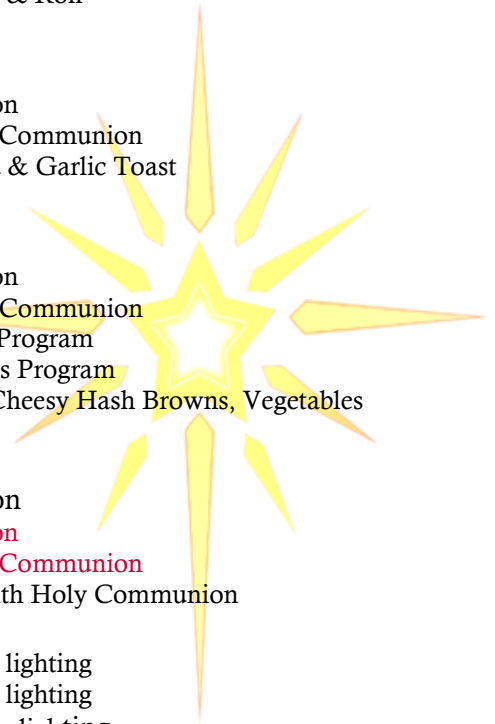 & Roll
on
Communion
& Garlic Toast
on
Communion
Program
s Program
Cheesy Hash Browns, Vegetables
on
on
Communion
th Holy Communion
lighting
lighting
lighting